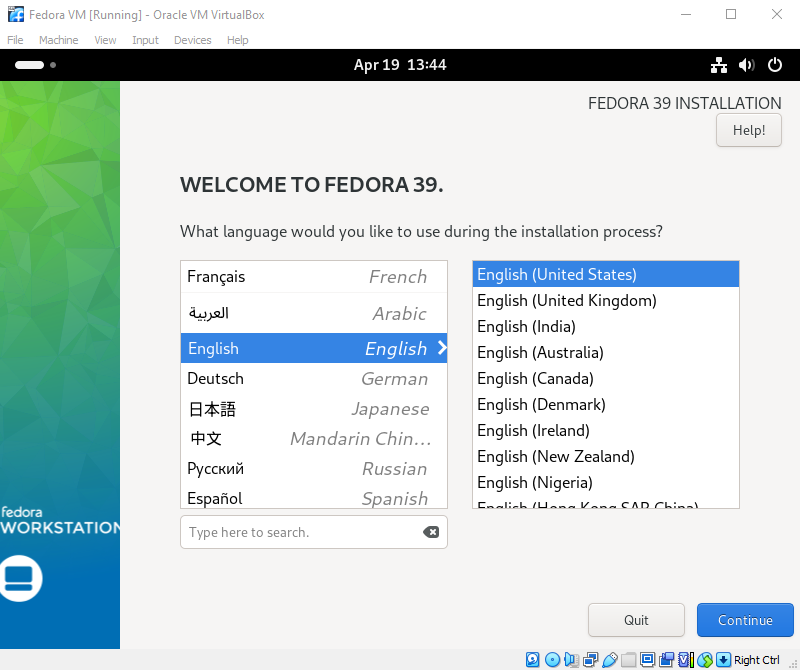 Fedora VM [Running] - Oracle VM VirtualBox
File Machine View Input Devices Help
Apr 19 13:44
FEDORA 39 INSTALLATION
Help!
WELCOME TO FEDORA 39.
What language would you like to use during the installation process?
Français French
العربية Arabic
English English
Deutsch German
日本語 Japanese
中文 Mandarin Chin...
Русский Russian
Español Spanish
Type here to search.
English (United States)
English (United Kingdom)
English (India)
English (Australia)
English (Canada)
English (Denmark)
English (Ireland)
English (New Zealand)
English (Nigeria)
English (Hong Kong SAR China)
fedora
WORKSTATION
Quit
Continue
Right Ctrl